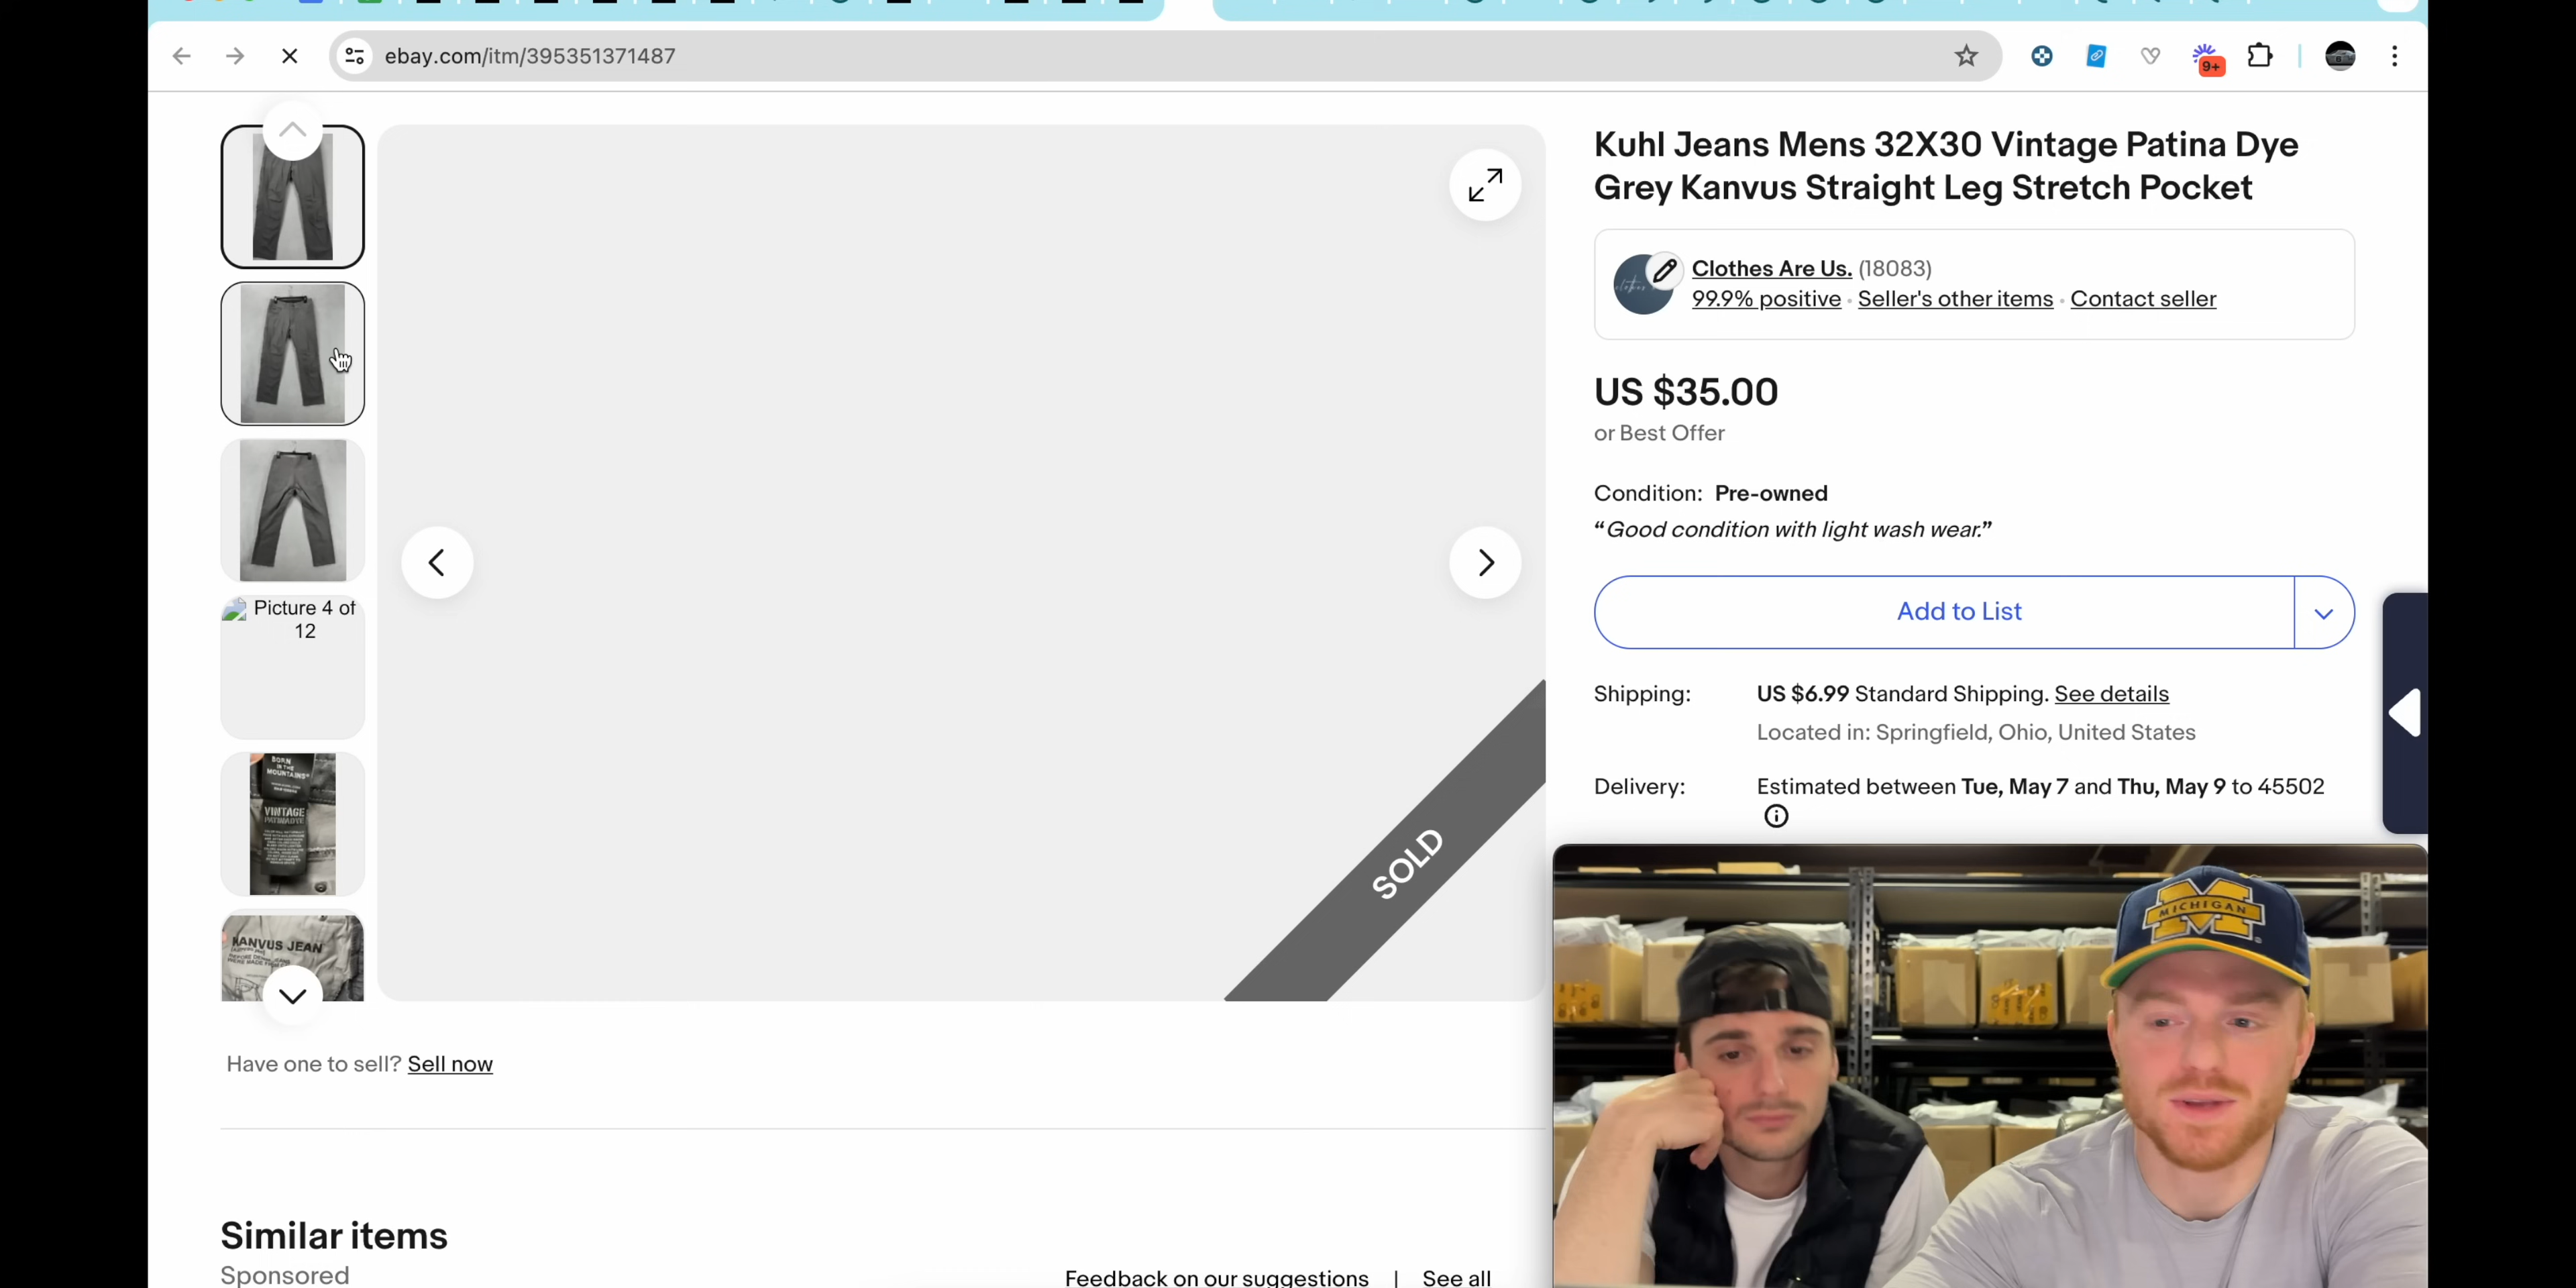 ebay.com/itm/395351371487
9+
Kuhl Jeans Mens 32X30 Vintage Patina Dye
Grey Kanvus Straight Leg Stretch Pocket
Clothes Are Us. (18083)
99.9% positive · Seller's other items · Contact seller
US $35.00
or Best Offer
Condition: Pre-owned
“Good condition with light wash wear.”
Add to List
Shipping: US $6.99 Standard Shipping. See details
Located in: Springfield, Ohio, United States
Delivery: Estimated between Tue, May 7 and Thu, May 9 to 45502
Picture 4 of
12
BORN
IN THE
MOUNTAINS
VINTAGE
KANVUS JEAN
SOLD
MICHIGAN
Have one to sell? Sell now
Similar items
Sponsored
Feedback on our suggestions | See all